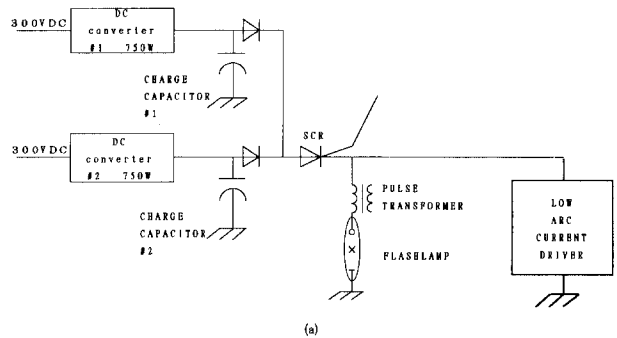 300VDC
DC
converter
#1 750W
CHARGE
CAPACITOR
#1
300VDC
DC
converter
#2 750W
CHARGE
CAPACITOR
#2
SCR
PULSE
TRANSFORMER
FLASHLAMP
LOW
ARC
CURRENT
DRIVER
(a)